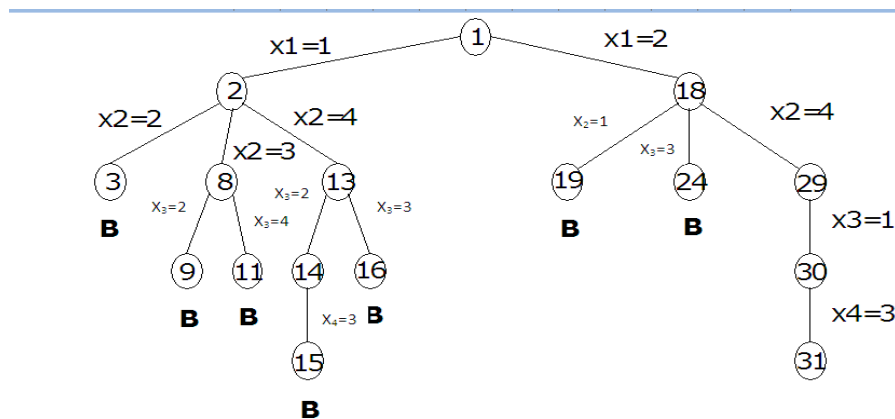 1
x1=1
x1=2
2
18
x2=2
x2=3
x2=4
X₂=1
X₃=3
x2=4
3
8
13
19
24
29
B
X₃=2
X₃=4
X₃=2
X₃=3
B
B
x3=1
9
11
14
16
30
B
B
X₄=3
B
x4=3
15
31
B